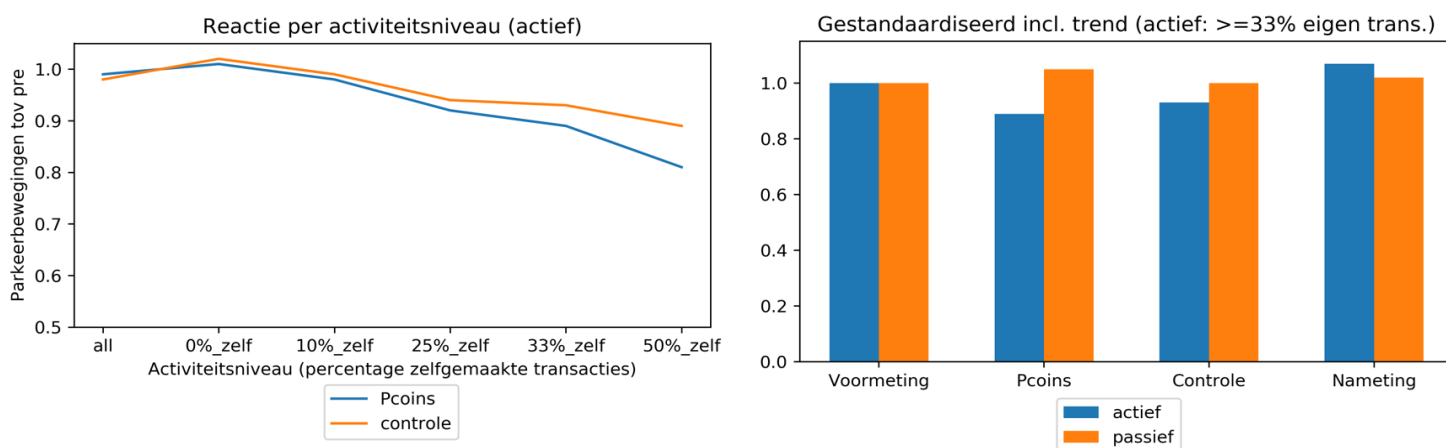 Reactie per activiteitsniveau (actief)
Parkeerbewegingen tov pre
1.0
0.9
0.8
0.7
0.6
0.5
all 0%_zelf 10%_zelf 25%_zelf 33%_zelf 50%_zelf
Activiteitsniveau (percentage zelfgemaakte transacties)
Pcoins
controle
Gestandaardiseerd incl. trend (actief: >=33% eigen trans.)
1.0
0.8
0.6
0.4
0.2
0.0
Voormeting Pcoins Controle Nameting
actief
passief